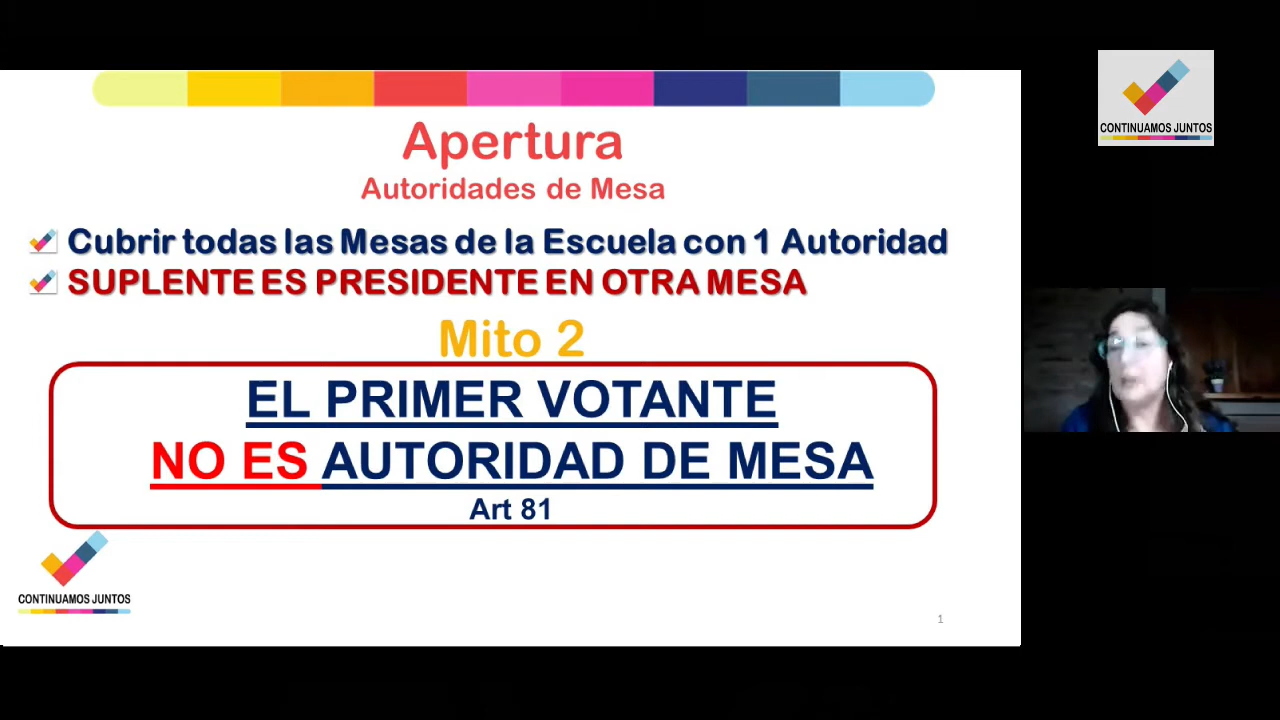 Apertura
Autoridades de Mesa
Cubrir todas las Mesas de la Escuela con 1 Autoridad
SUPLENTE ES PRESIDENTE EN OTRA MESA
Mito 2
EL PRIMER VOTANTE
NO ES AUTORIDAD DE MESA
Art 81
CONTINUAMOS JUNTOS
1
CONTINUAMOS JUNTOS